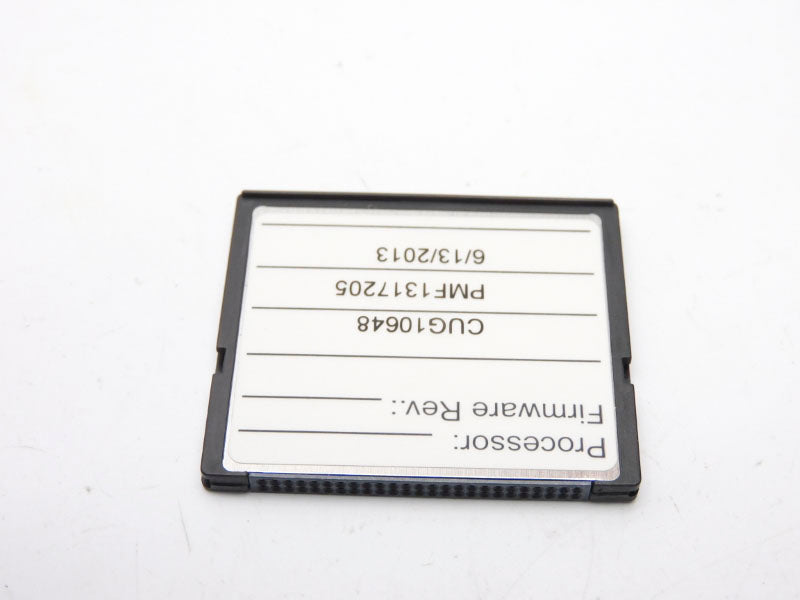 Processor:
Firmware Rev.:
CUG10648
PMF1317205
6/13/2013